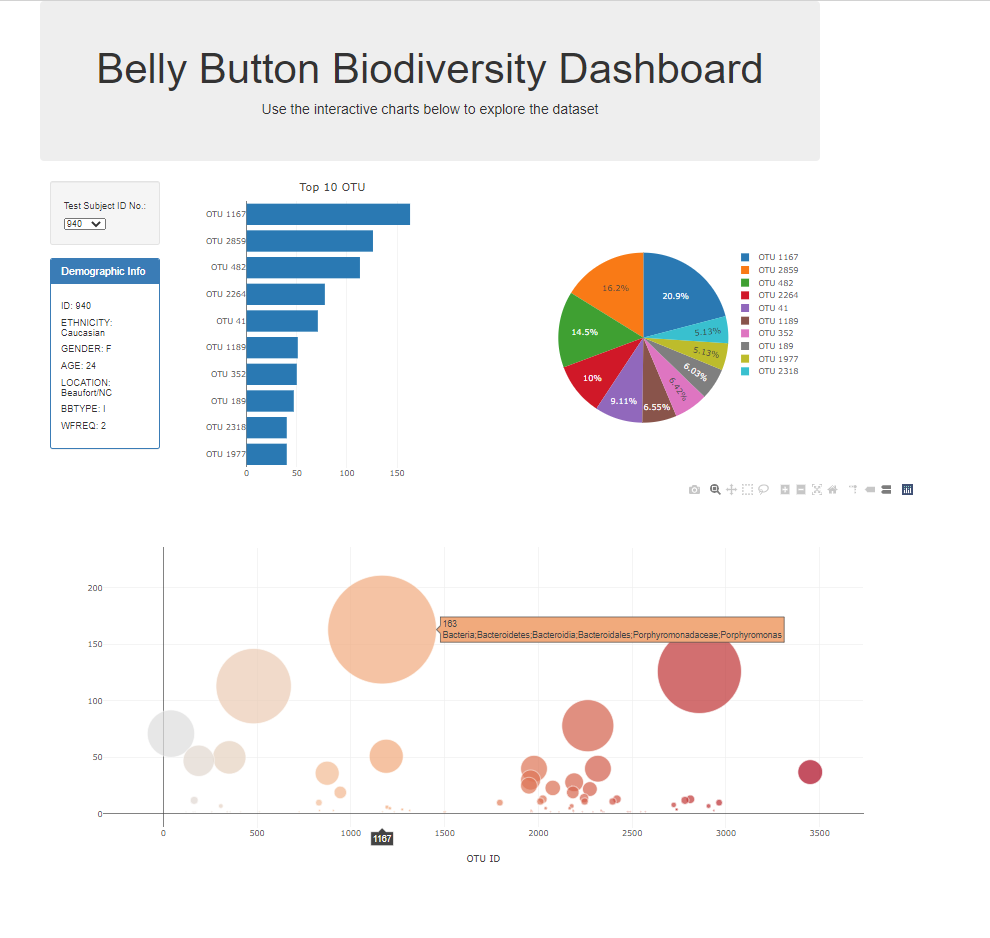 Belly Button Biodiversity Dashboard
Use the interactive charts below to explore the dataset
Test Subject ID No.:
940
Demographic Info
ID: 940
ETHNICITY:
Caucasian
GENDER: F
AGE: 24
LOCATION:
Beaufort/NC
BBTYPE: I
WFREQ: 2
Top 10 OTU
OTU 1167
OTU 2859
OTU 482
OTU 2264
OTU 41
OTU 1189
OTU 352
OTU 189
OTU 2318
OTU 1977
0 50 100 150
20.9%
16.2%
14.5%
10%
9.11%
6.55%
6.42%
6.03%
5.13%
5.13%
OTU 1167
OTU 2859
OTU 482
OTU 2264
OTU 41
OTU 1189
OTU 352
OTU 189
OTU 1977
OTU 2318
200
150
100
50
0
163
Bacteria;Bacteroidetes;Bacteroidia;Bacteroidales;Porphyromonadaceae;Porphyromonas
0 500 1000 1500 2000 2500 3000 3500
1167
OTU ID